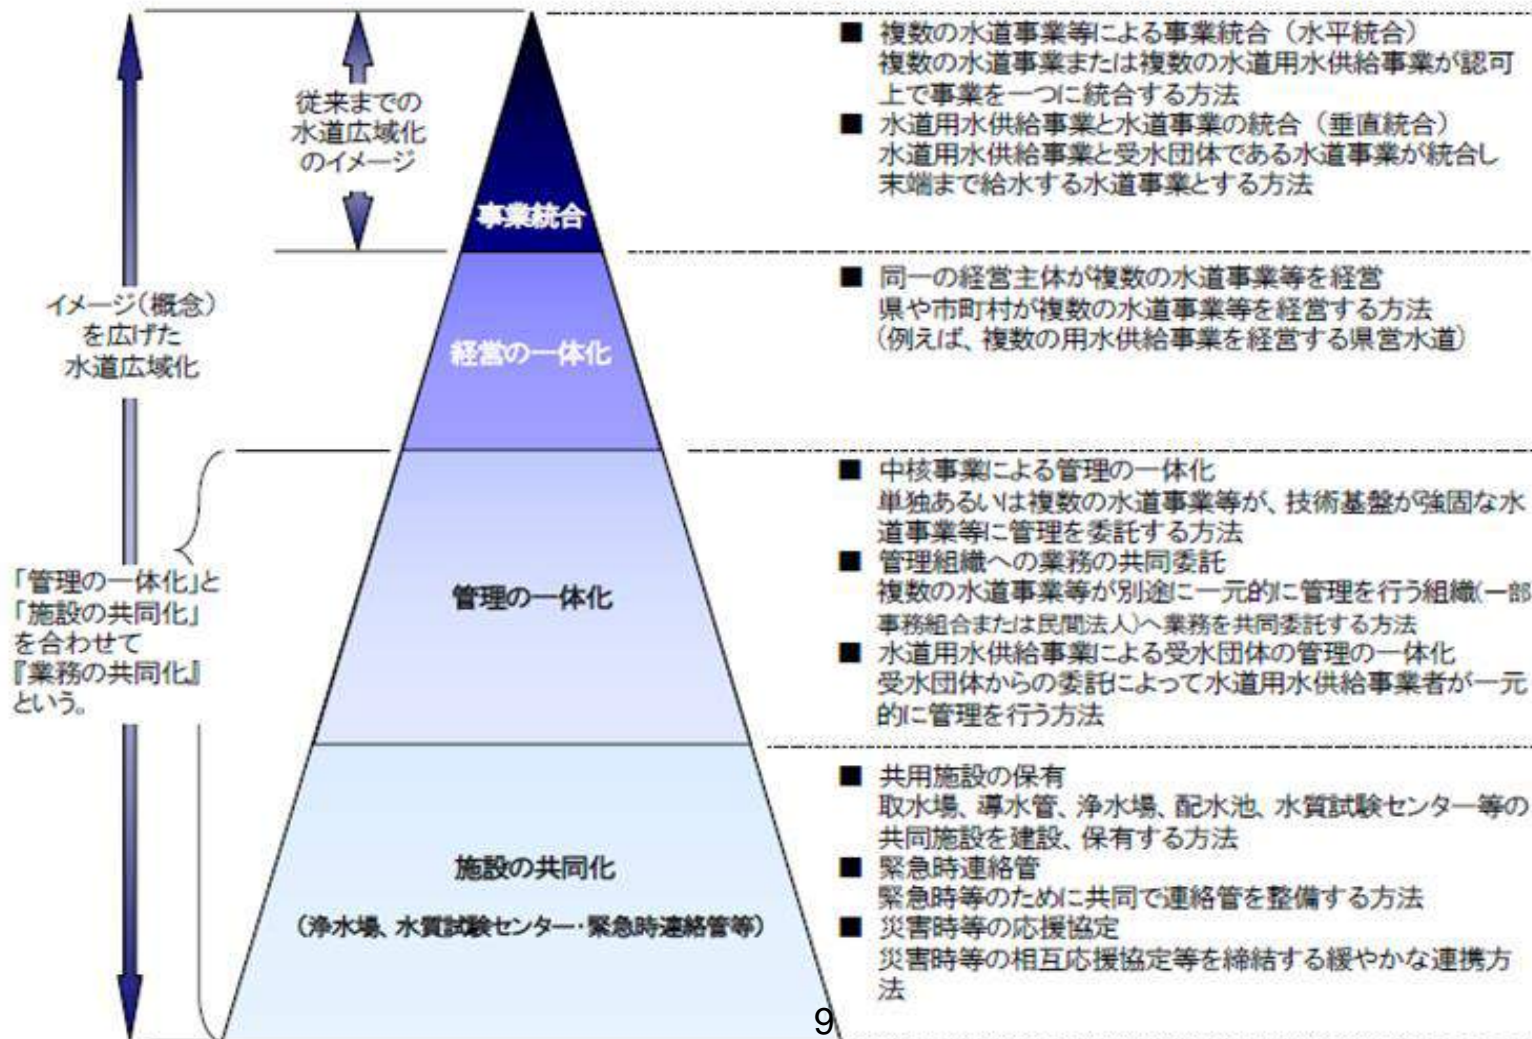 従来までの
水道広域化
のイメージ
イメージ（概念）
を広げた
水道広域化
「管理の一体化」と
「施設の共同化」
を合わせて
『業務の共同化』
という。
事業統合
経営の一体化
管理の一体化
施設の共同化
（浄水場、水質試験センター・緊急時連絡管等）
■ 複数の水道事業等による事業統合（水平統合）
複数の水道事業または複数の水道用水供給事業が認可
上で事業を一つに統合する方法
■ 水道用水供給事業と水道事業の統合（垂直統合）
水道用水供給事業と受水団体である水道事業が統合し
末端まで給水する水道事業とする方法
■ 同一の経営主体が複数の水道事業等を経営
県や市町村が複数の水道事業等を経営する方法
（例えば、複数の用水供給事業を経営する県営水道）
■ 中核事業による管理の一体化
単独あるいは複数の水道事業等が、技術基盤が強固な水
道事業等に管理を委託する方法
■ 管理組織への業務の共同委託
複数の水道事業等が別途に一元的に管理を行う組織(一部
事務組合または民間法人)へ業務を共同委託する方法
■ 水道用水供給事業による受水団体の管理の一体化
受水団体からの委託によって水道用水供給事業者が一元
的に管理を行う方法
■ 共用施設の保有
取水場、導水管、浄水場、配水池、水質試験センター等の
共同施設を建設、保有する方法
■ 緊急時連絡管
緊急時等のために共同で連絡管を整備する方法
■ 災害時等の応援協定
災害時等の相互応援協定等を締結する緩やかな連携方
法
9